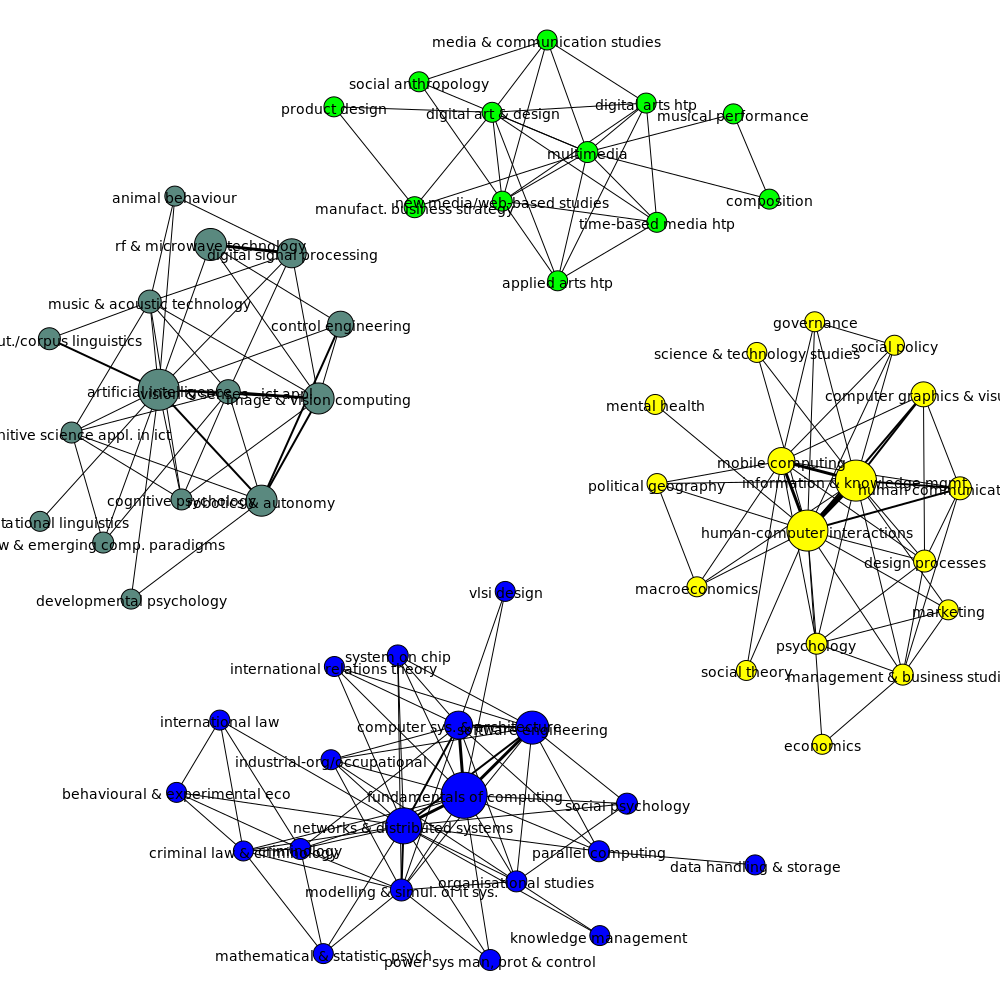 media & communication studies
social anthropology
product design
digital art & design
digital arts htp
musical performance
multimedia
new media/web-based studies
manufact. business strategy
composition
time-based media htp
applied arts htp
animal behaviour
rf & microwave technology
digital signal processing
music & acoustic technology
control engineering
ut./corpus linguistics
artificial intelligence
vision & senses - ict appl.
image & vision computing
nitive science appl. in ict
cognitive psychology
robotics & autonomy
tational linguistics
w & emerging comp. paradigms
developmental psychology
governance
science & technology studies
social policy
computer graphics & visu
mental health
mobile computing
information & knowledge mgmt
human communicat
political geography
human-computer interactions
design processes
macroeconomics
marketing
psychology
social theory
management & business studi
economics
vlsi design
system on chip
international relations theory
international law
computer sys. & architecture
software engineering
industrial-org/occupational
behavioural & experimental eco
fundamentals of computing
social psychology
networks & distributed systems
criminal law & criminology
criminology
parallel computing
data handling & storage
modelling & simul. of it sys.
organisational studies
knowledge management
mathematical & statistic psych.
power sys man, prot & control